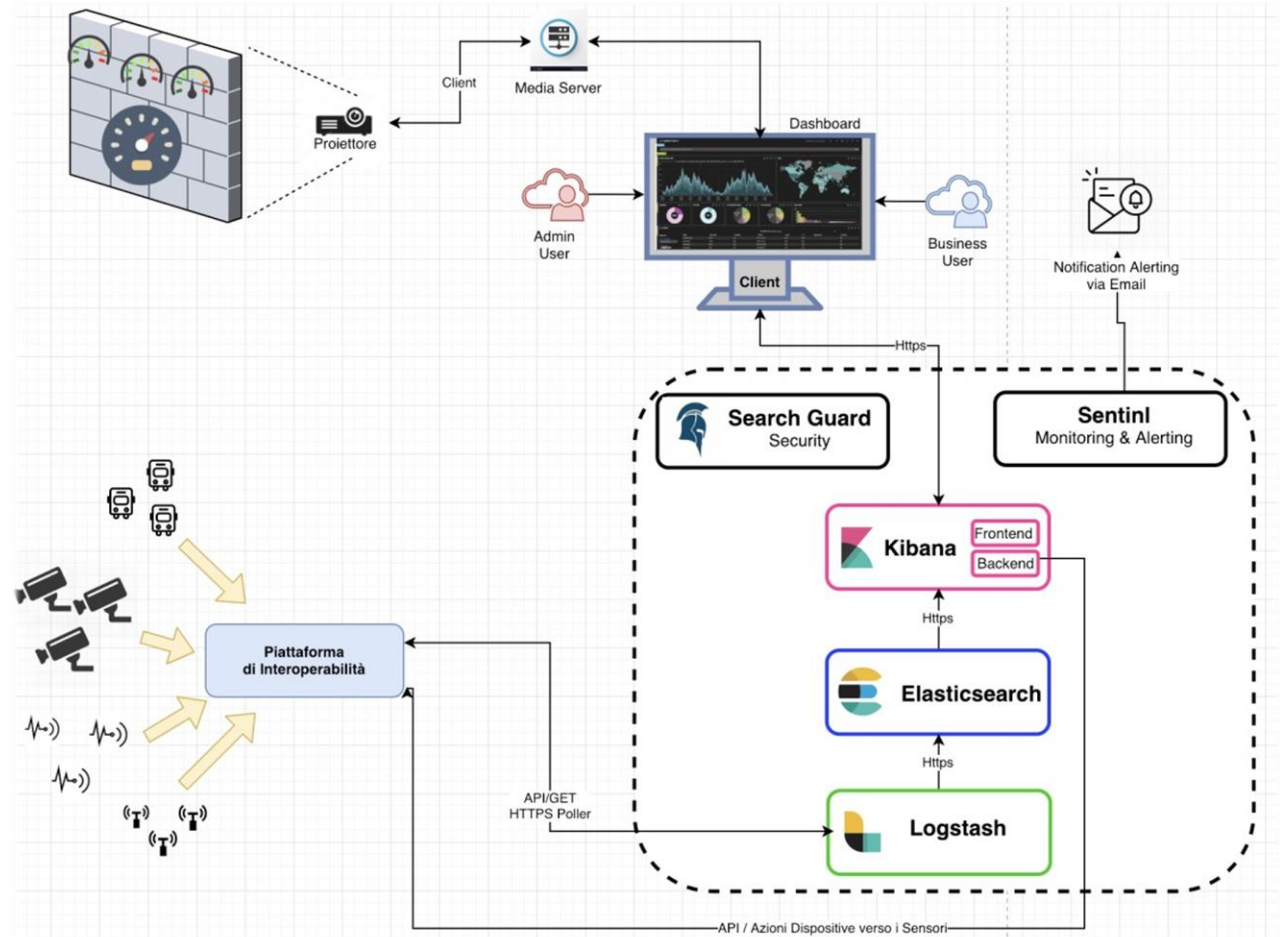 Client
Media Server
Proiettore
Dashboard
Admin
User
Business
User
Client
Notification Alerting
via Email
Https
Search Guard
Security
Sentinl
Monitoring & Alerting
Kibana
Frontend
Backend
Https
Piattaforma
di Interoperabilità
Elasticsearch
Https
API/GET
HTTPS Poller
Logstash
API / Azioni Dispositive verso i Sensori